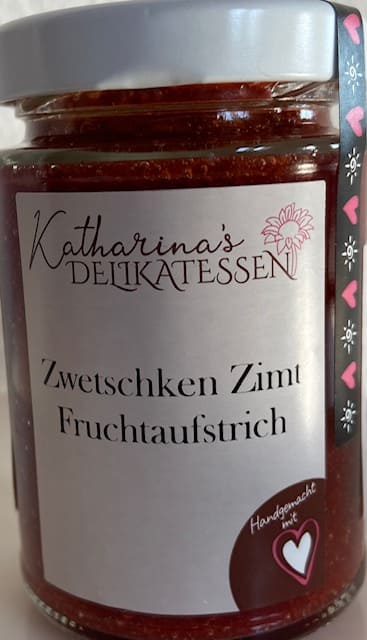 Katharina's
DELIKATESSEN
Zwetschken Zimt
Fruchtaufstrich
Handgemacht
mit